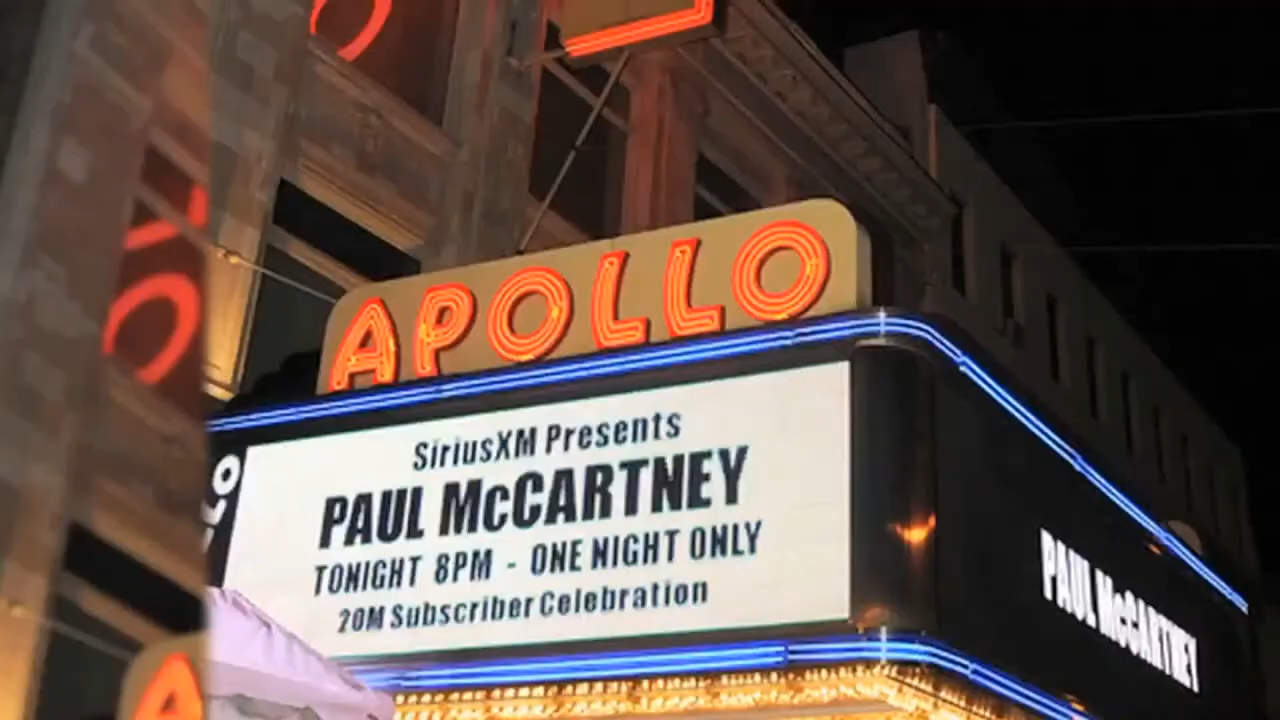 APOLLO
SiriusXM Presents
PAUL McCARTNEY
TONIGHT 8PM - ONE NIGHT ONLY
20M Subscriber Celebration
PAUL McCARTNEY